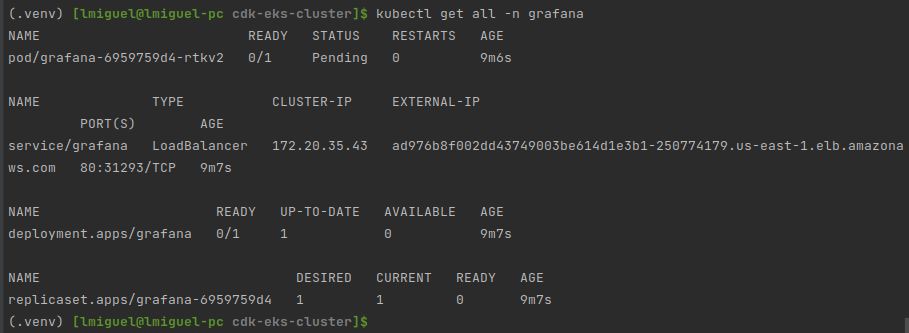 (.venv) [lmiguel@lmiguel-pc cdk-eks-cluster]$ kubectl get all -n grafana
NAME                          READY   STATUS    RESTARTS   AGE
pod/grafana-6959759d4-rtkv2   0/1     Pending   0          9m6s

NAME              TYPE           CLUSTER-IP     EXTERNAL-IP
         PORT(S)        AGE
service/grafana   LoadBalancer   172.20.35.43   ad976b8f002dd43749003be614d1e3b1-250774179.us-east-1.elb.amazona
ws.com   80:31293/TCP   9m7s

NAME                      READY   UP-TO-DATE   AVAILABLE   AGE
deployment.apps/grafana   0/1     1            0           9m7s

NAME                                DESIRED   CURRENT   READY   AGE
replicaset.apps/grafana-6959759d4   1         1         0       9m7s
(.venv) [lmiguel@lmiguel-pc cdk-eks-cluster]$